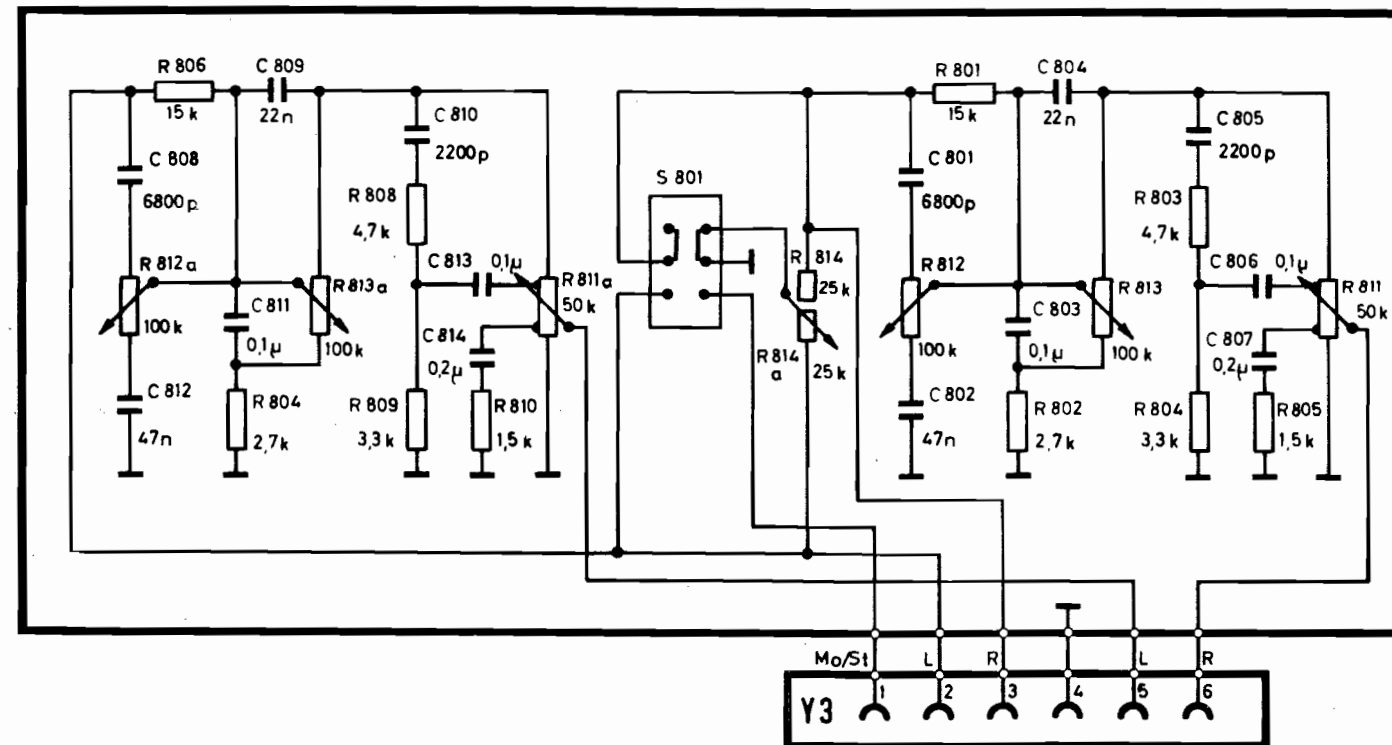 R 806
C 809
15 k
22 n
C 808
6800 p
C 810
2200 p
R 808
4,7 k
R 812 a
100 k
C 811
0,1 µ
R 813 a
100 k
C 813
0,1 µ
R 811 a
50 k
C 814
0,2 µ
C 812
47 n
R 804
2,7 k
R 809
3,3 k
R 810
1,5 k
S 801
R 814
25 k
R 814
a
25 k
R 801
C 804
15 k
22 n
C 801
6800 p
C 805
2200 p
R 803
4,7 k
R 812
100 k
C 803
0,1 µ
R 813
100 k
C 806
0,1 µ
R 811
50 k
C 807
0,2 µ
C 802
47 n
R 802
2,7 k
R 804
3,3 k
R 805
1,5 k
Mo/St
L
R
L
R
Y3
1
2
3
4
5
6